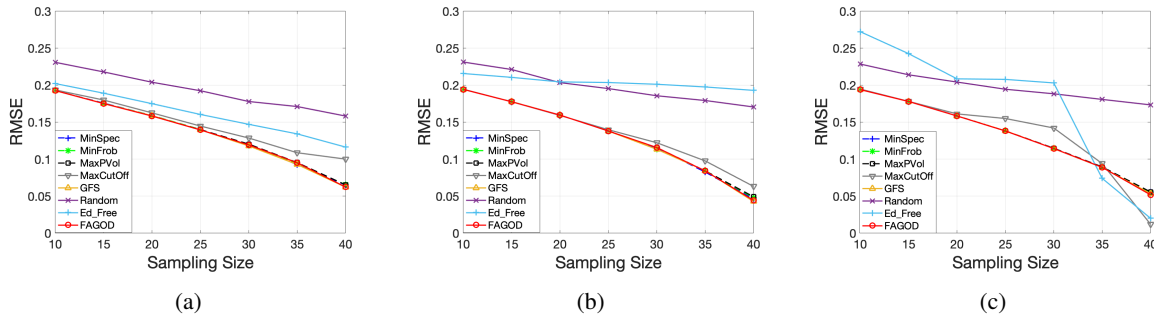 0.3
0.25
0.2
0.15
0.1
0.05
0
RMSE
MinSpec
MinFrob
MaxPVol
MaxCutOff
GFS
Random
Ed_Free
FAGOD
10 15 20 25 30 35 40
Sampling Size
(a)
0.3
0.25
0.2
0.15
0.1
0.05
0
RMSE
MinSpec
MinFrob
MaxPVol
MaxCutOff
GFS
Random
Ed_Free
FAGOD
10 15 20 25 30 35 40
Sampling Size
(b)
0.3
0.25
0.2
0.15
0.1
0.05
0
RMSE
MinSpec
MinFrob
MaxPVol
MaxCutOff
GFS
Random
Ed_Free
FAGOD
10 15 20 25 30 35 40
Sampling Size
(c)